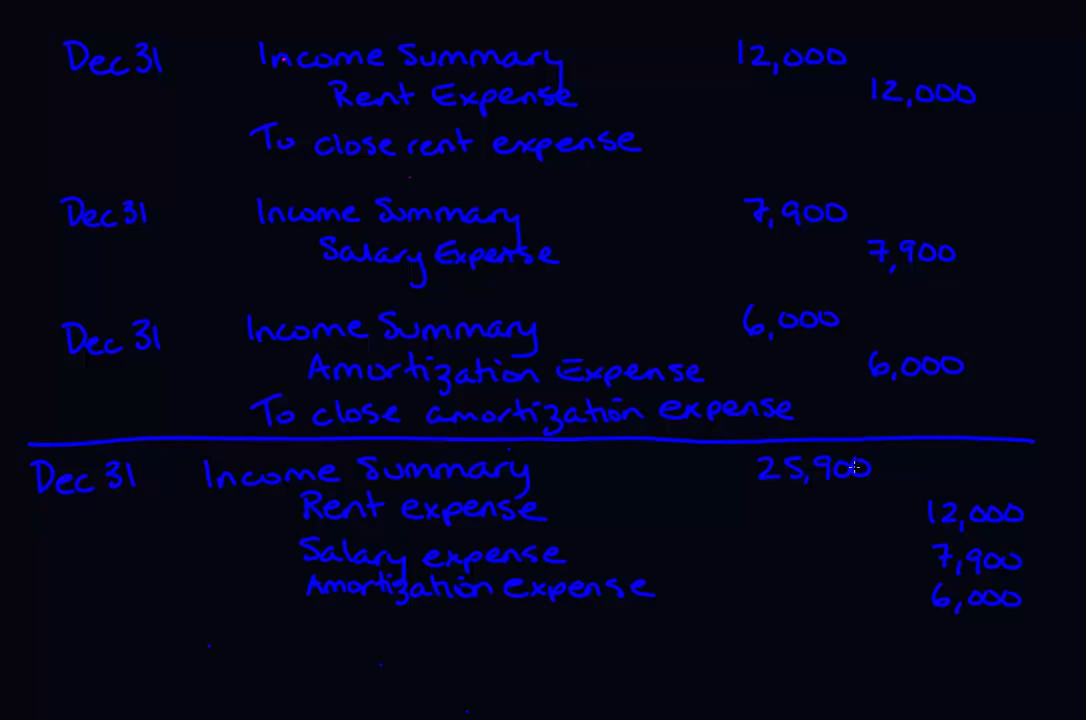 Dec 31 Income Summary 12,000
Rent Expense 12,000
To close rent expense
Dec 31 Income Summary 7,900
Salary Expense 7,900
Dec 31 Income Summary 6,000
Amortization Expense 6,000
To close amortization expense
Dec 31 Income Summary 25,900
Rent expense 12,000
Salary expense 7,900
Amortization expense 6,000